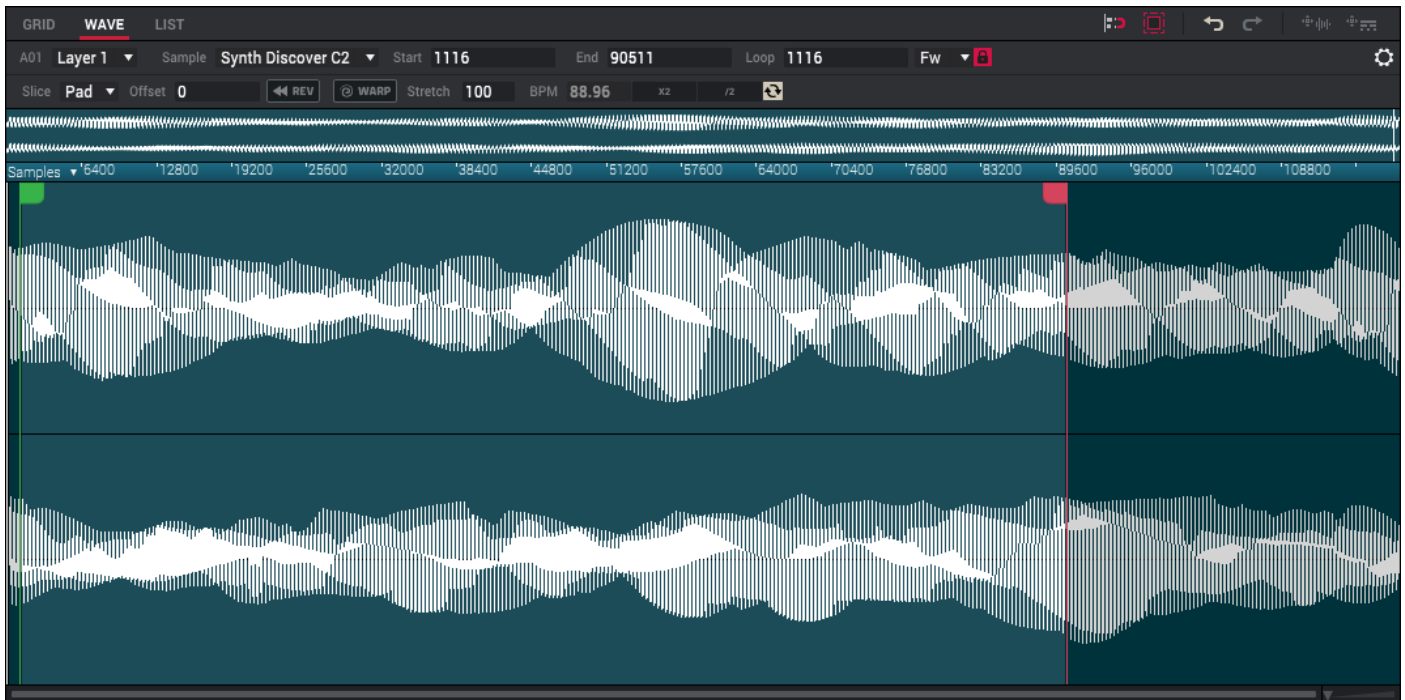 GRID WAVE LIST
A01 Layer 1 Sample Synth Discover C2 Start 1116 End 90511 Loop 1116 Fw
Slice Pad Offset 0 REV WARP Stretch 100 BPM 88.96 X2 /2
Samples 6400 12800 19200 25600 32000 38400 44800 51200 57600 64000 70400 76800 83200 89600 96000 102400 108800